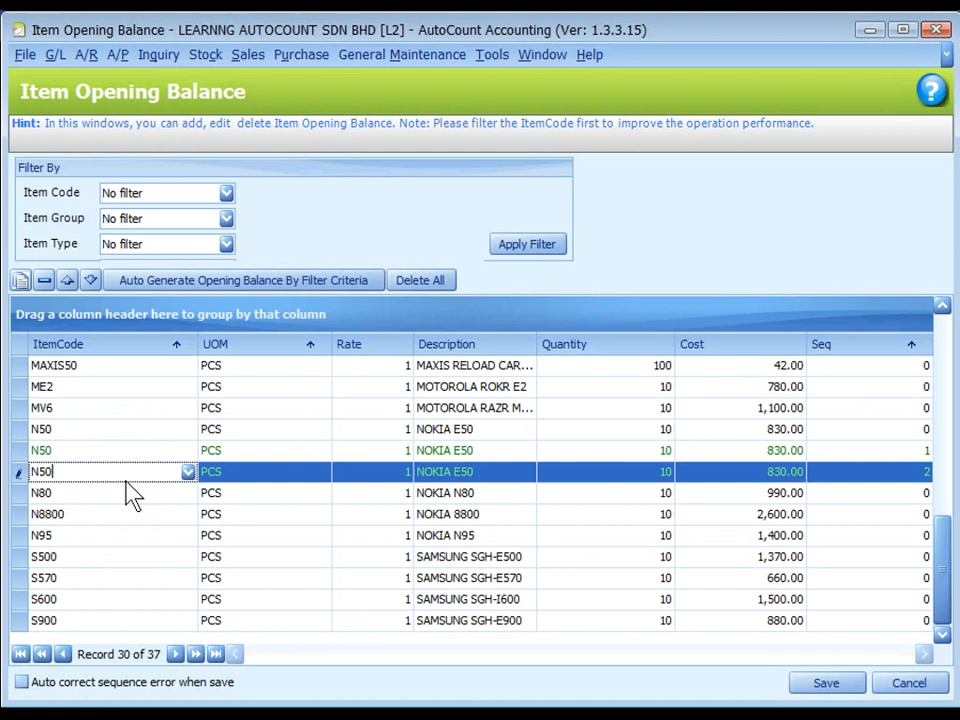 Item Opening Balance - LEARNNG AUTOCOUNT SDN BHD [L2] - AutoCount Accounting (Ver: 1.3.3.15)
File G/L A/R A/P Inquiry Stock Sales Purchase General Maintenance Tools Window Help
Item Opening Balance
Hint: In this windows, you can add, edit delete Item Opening Balance. Note: Please filter the ItemCode first to improve the operation performance.
Filter By
Item Code No filter
Item Group No filter
Item Type No filter Apply Filter
Auto Generate Opening Balance By Filter Criteria Delete All
Drag a column header here to group by that column
ItemCode UOM Rate Description Quantity Cost Seq
MAXIS50 PCS 1 MAXIS RELOAD CAR... 100 42.00 0
ME2 PCS 1 MOTOROLA ROKR E2 10 780.00 0
MV6 PCS 1 MOTOROLA RAZR M... 10 1,100.00 0
N50 PCS 1 NOKIA E50 10 830.00 0
N50 PCS 1 NOKIA E50 10 830.00 1
N50 PCS 1 NOKIA E50 10 830.00 2
N80 PCS 1 NOKIA N80 10 990.00 0
N8800 PCS 1 NOKIA 8800 10 2,600.00 0
N95 PCS 1 NOKIA N95 10 1,400.00 0
S500 PCS 1 SAMSUNG SGH-E500 10 1,370.00 0
S570 PCS 1 SAMSUNG SGH-E570 10 660.00 0
S600 PCS 1 SAMSUNG SGH-I600 10 1,500.00 0
S900 PCS 1 SAMSUNG SGH-E900 10 880.00 0
Record 30 of 37
Auto correct sequence error when save Save Cancel